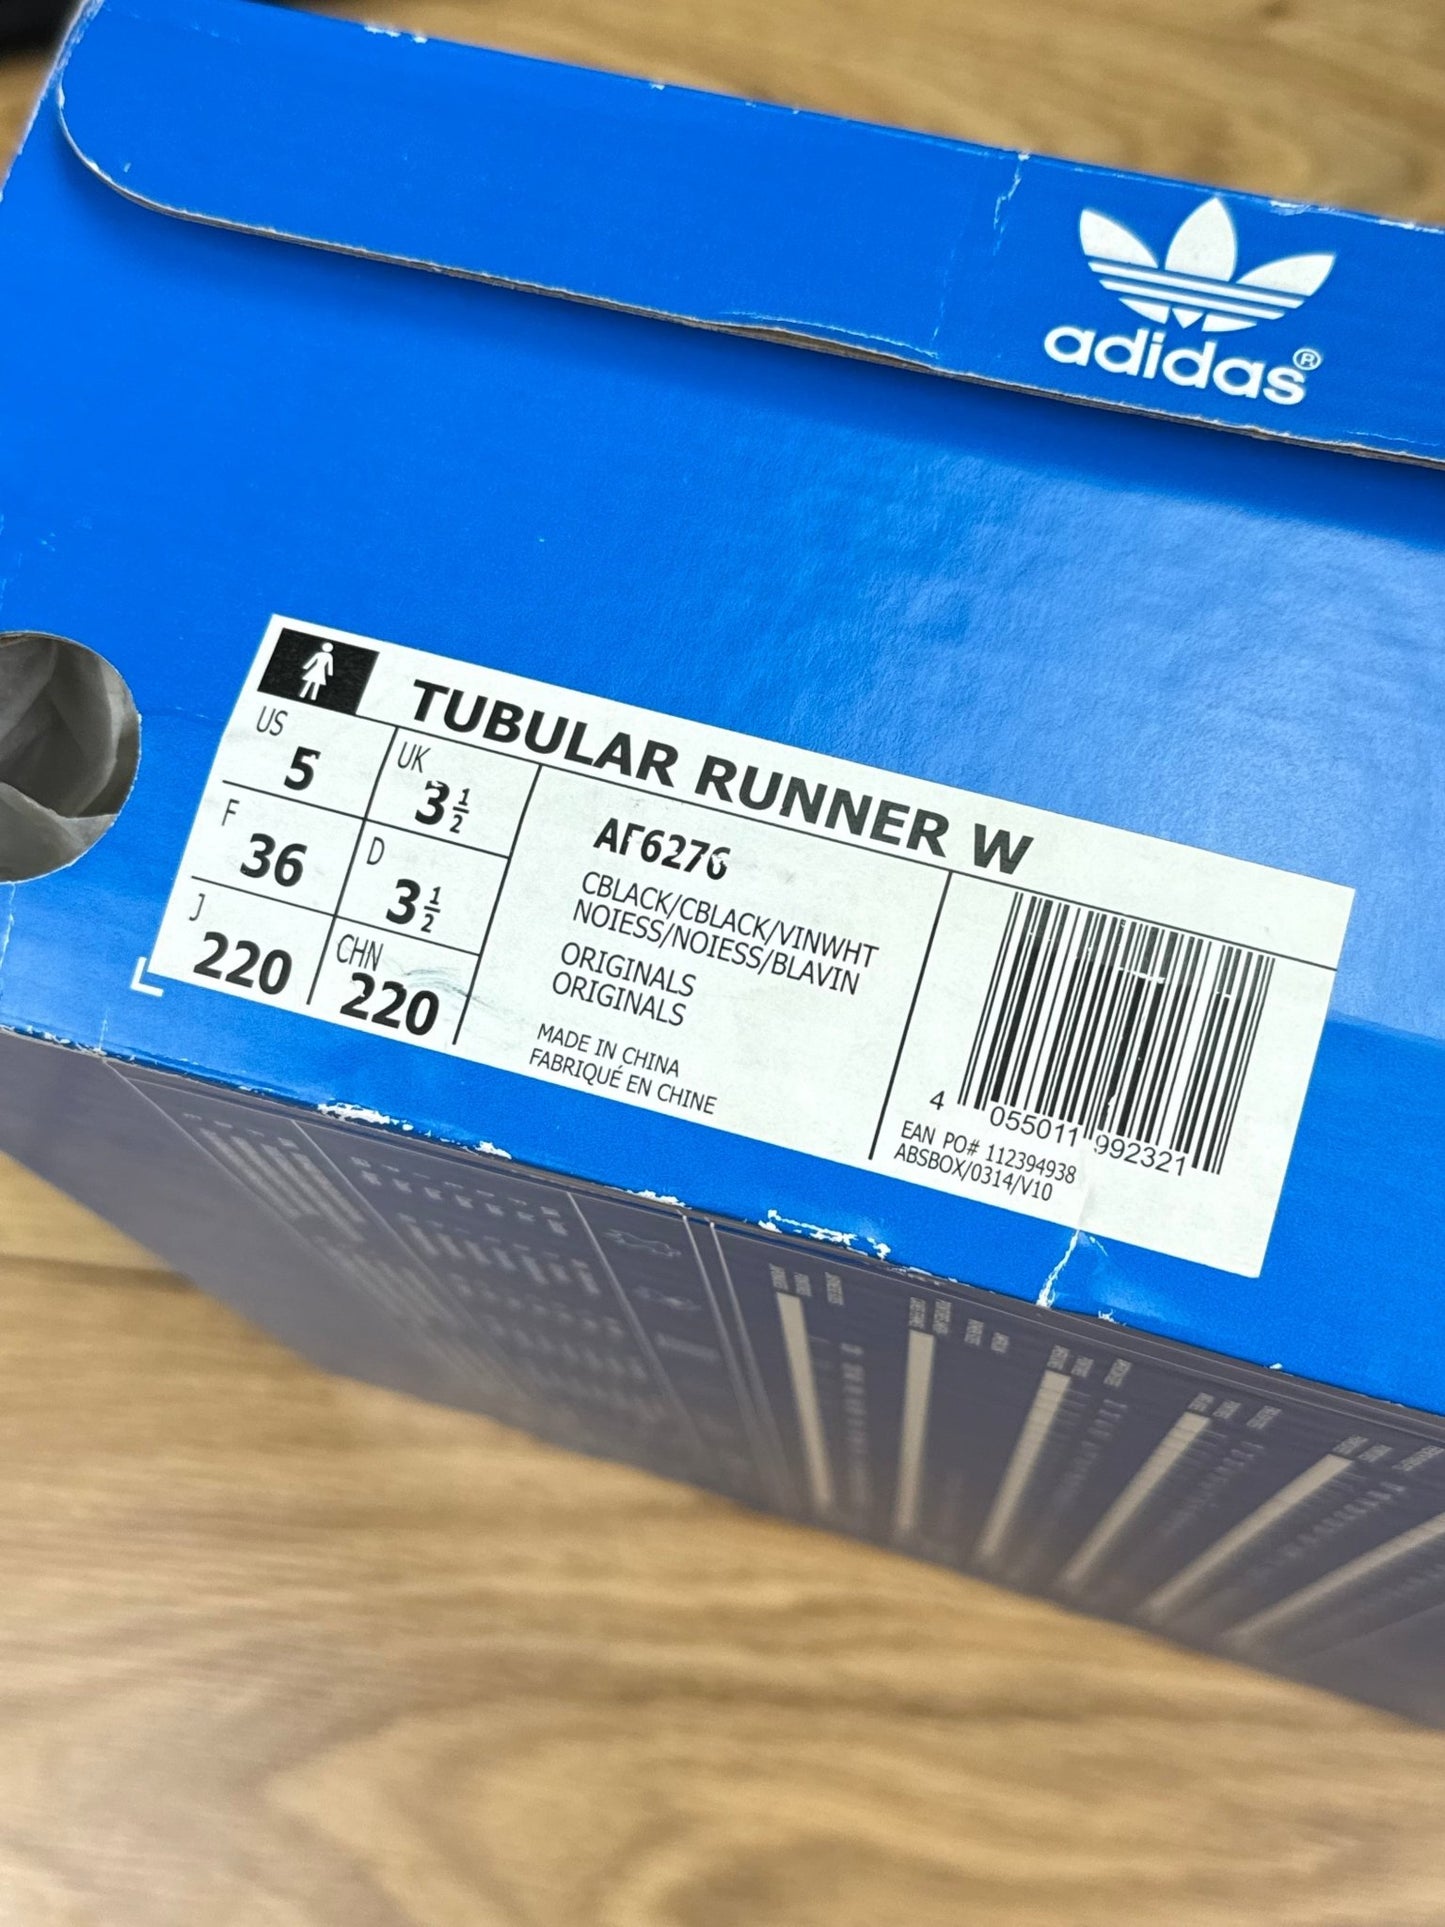 adidas®
TUBULAR RUNNER W
US
5
UK
3 1/2
F
36
D
3 1/2
J
220
CHN
220
AF6276
CBLACK/CBLACK/VINWHT
NOIESS/NOIESS/BLAVIN
ORIGINALS
ORIGINALS
MADE IN CHINA
FABRIQUÉ EN CHINE
4 055011 992321
EAN PO# 112394938
ABSBOX/0314/V10